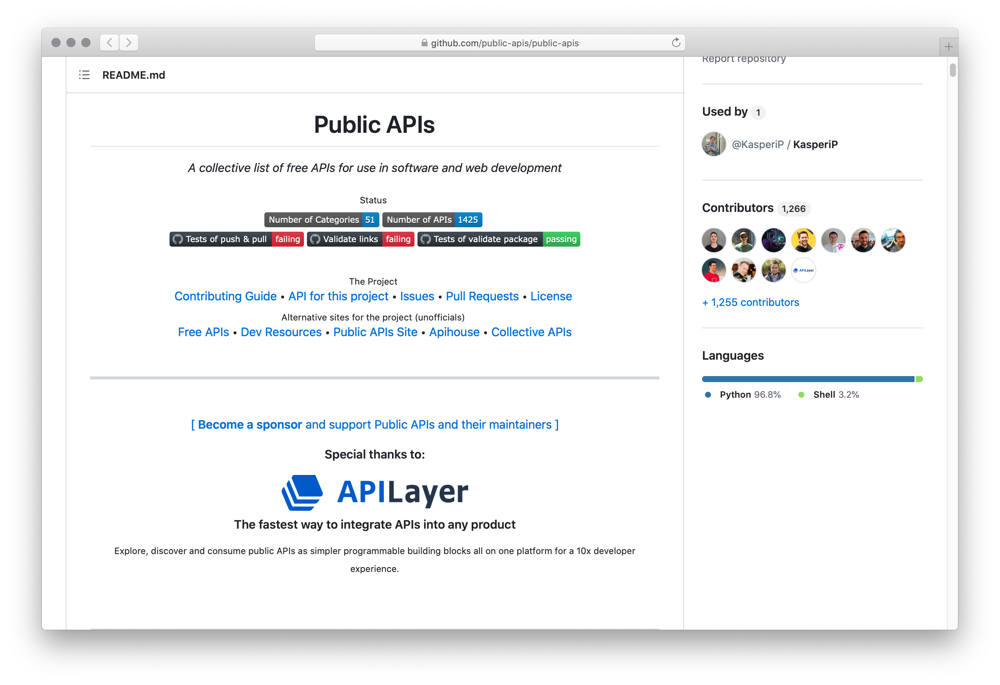 github.com/public-apis/public-apis
README.md
Public APIs
A collective list of free APIs for use in software and web development
Status
Number of Categories 51 Number of APIs 1425
Tests of push & pull failing Validate links failing Tests of validate package passing
The Project
Contributing Guide • API for this project • Issues • Pull Requests • License
Alternative sites for the project (unofficials)
Free APIs • Dev Resources • Public APIs Site • Apihouse • Collective APIs
[ Become a sponsor and support Public APIs and their maintainers ]
Special thanks to:
APILayer
The fastest way to integrate APIs into any product
Explore, discover and consume public APIs as simpler programmable building blocks all on one platform for a 10x developer
experience.
Report repository
Used by 1
@KasperiP / KasperiP
Contributors 1,266
APILayer
+ 1,255 contributors
Languages
Python 96.8% Shell 3.2%